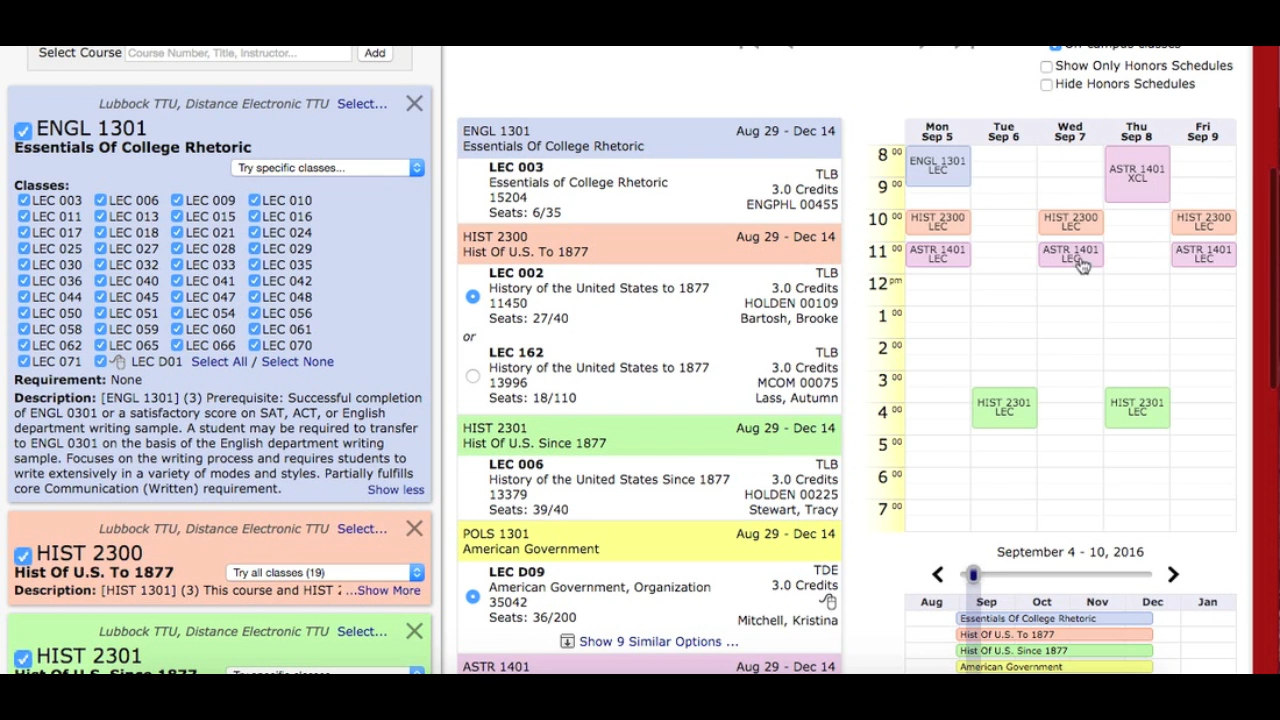 Select Course Course Number, Title, Instructor... Add
Lubbock TTU, Distance Electronic TTU Select...
ENGL 1301
Essentials Of College Rhetoric
Try specific classes...
Classes:
LEC 003 LEC 006 LEC 009 LEC 010
LEC 011 LEC 013 LEC 015 LEC 016
LEC 017 LEC 018 LEC 021 LEC 024
LEC 025 LEC 027 LEC 028 LEC 029
LEC 030 LEC 032 LEC 033 LEC 035
LEC 036 LEC 040 LEC 041 LEC 042
LEC 044 LEC 045 LEC 047 LEC 048
LEC 050 LEC 051 LEC 054 LEC 056
LEC 058 LEC 059 LEC 060 LEC 061
LEC 062 LEC 065 LEC 066 LEC 070
LEC 071 LEC D01 Select All / Select None
Requirement: None
Description: [ENGL 1301] (3) Prerequisite: Successful completion
of ENGL 0301 or a satisfactory score on SAT, ACT, or English
department writing sample. A student may be required to transfer
to ENGL 0301 on the basis of the English department writing
sample. Focuses on the writing process and requires students to
write extensively in a variety of modes and styles. Partially fulfills
core Communication (Written) requirement. Show less
Lubbock TTU, Distance Electronic TTU Select...
HIST 2300
Hist Of U.S. To 1877 Try all classes (19)
Description: [HIST 1301] (3) This course and HIST ...Show More
Lubbock TTU, Distance Electronic TTU Select...
HIST 2301
Hist Of U.S. Since 1877 Try specific classes...
ENGL 1301 Aug 29 - Dec 14
Essentials Of College Rhetoric
LEC 003 TLB
Essentials of College Rhetoric 3.0 Credits
15204 ENGPHL 00455
Seats: 6/35
HIST 2300 Aug 29 - Dec 14
Hist Of U.S. To 1877
LEC 002 TLB
History of the United States to 1877 3.0 Credits
11450 HOLDEN 00109
Seats: 27/40 Bartosh, Brooke
or
LEC 162 TLB
History of the United States to 1877 3.0 Credits
13996 MCOM 00075
Seats: 18/110 Lass, Autumn
HIST 2301 Aug 29 - Dec 14
Hist Of U.S. Since 1877
LEC 006 TLB
History of the United States Since 1877 3.0 Credits
13379 HOLDEN 00225
Seats: 39/40 Stewart, Tracy
POLS 1301 Aug 29 - Dec 14
American Government
LEC D09 TDE
American Government, Organization 3.0 Credits
35042
Seats: 36/200 Mitchell, Kristina
Show 9 Similar Options ...
ASTR 1401 Aug 29 - Dec 14
On-campus classes
Show Only Honors Schedules
Hide Honors Schedules
Mon Tue Wed Thu Fri
Sep 5 Sep 6 Sep 7 Sep 8 Sep 9
8 00
ENGL 1301
LEC
ASTR 1401
XCL
9 00
10 00
HIST 2300 HIST 2300 HIST 2300
LEC LEC LEC
11 00
ASTR 1401 ASTR 1401 ASTR 1401
LEC LEC LEC
12 pm
1 00
2 00
3 00
HIST 2301 HIST 2301
LEC LEC
4 00
5 00
6 00
7 00
September 4 - 10, 2016
Aug Sep Oct Nov Dec Jan
Essentials Of College Rhetoric
Hist Of U.S. To 1877
Hist Of U.S. Since 1877
American Government